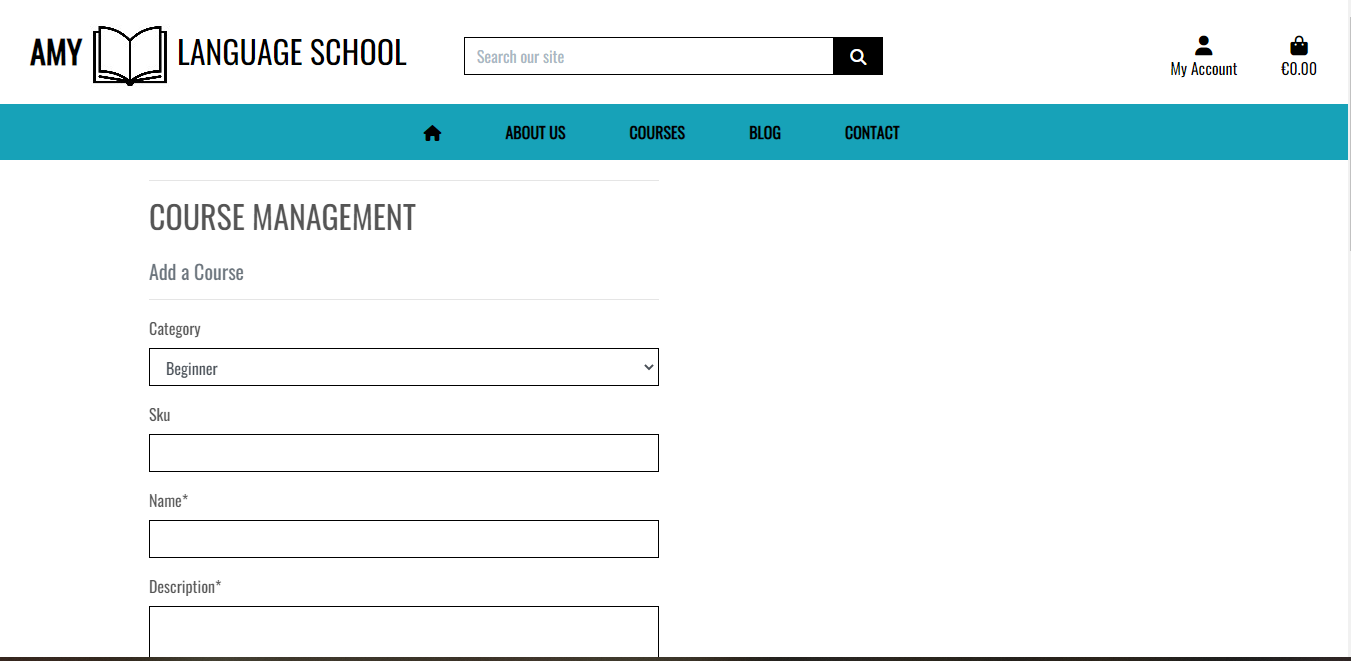 AMY LANGUAGE SCHOOL
Search our site
My Account
€0.00
ABOUT US COURSES BLOG CONTACT
COURSE MANAGEMENT
Add a Course
Category
Beginner
Sku
Name*
Description*